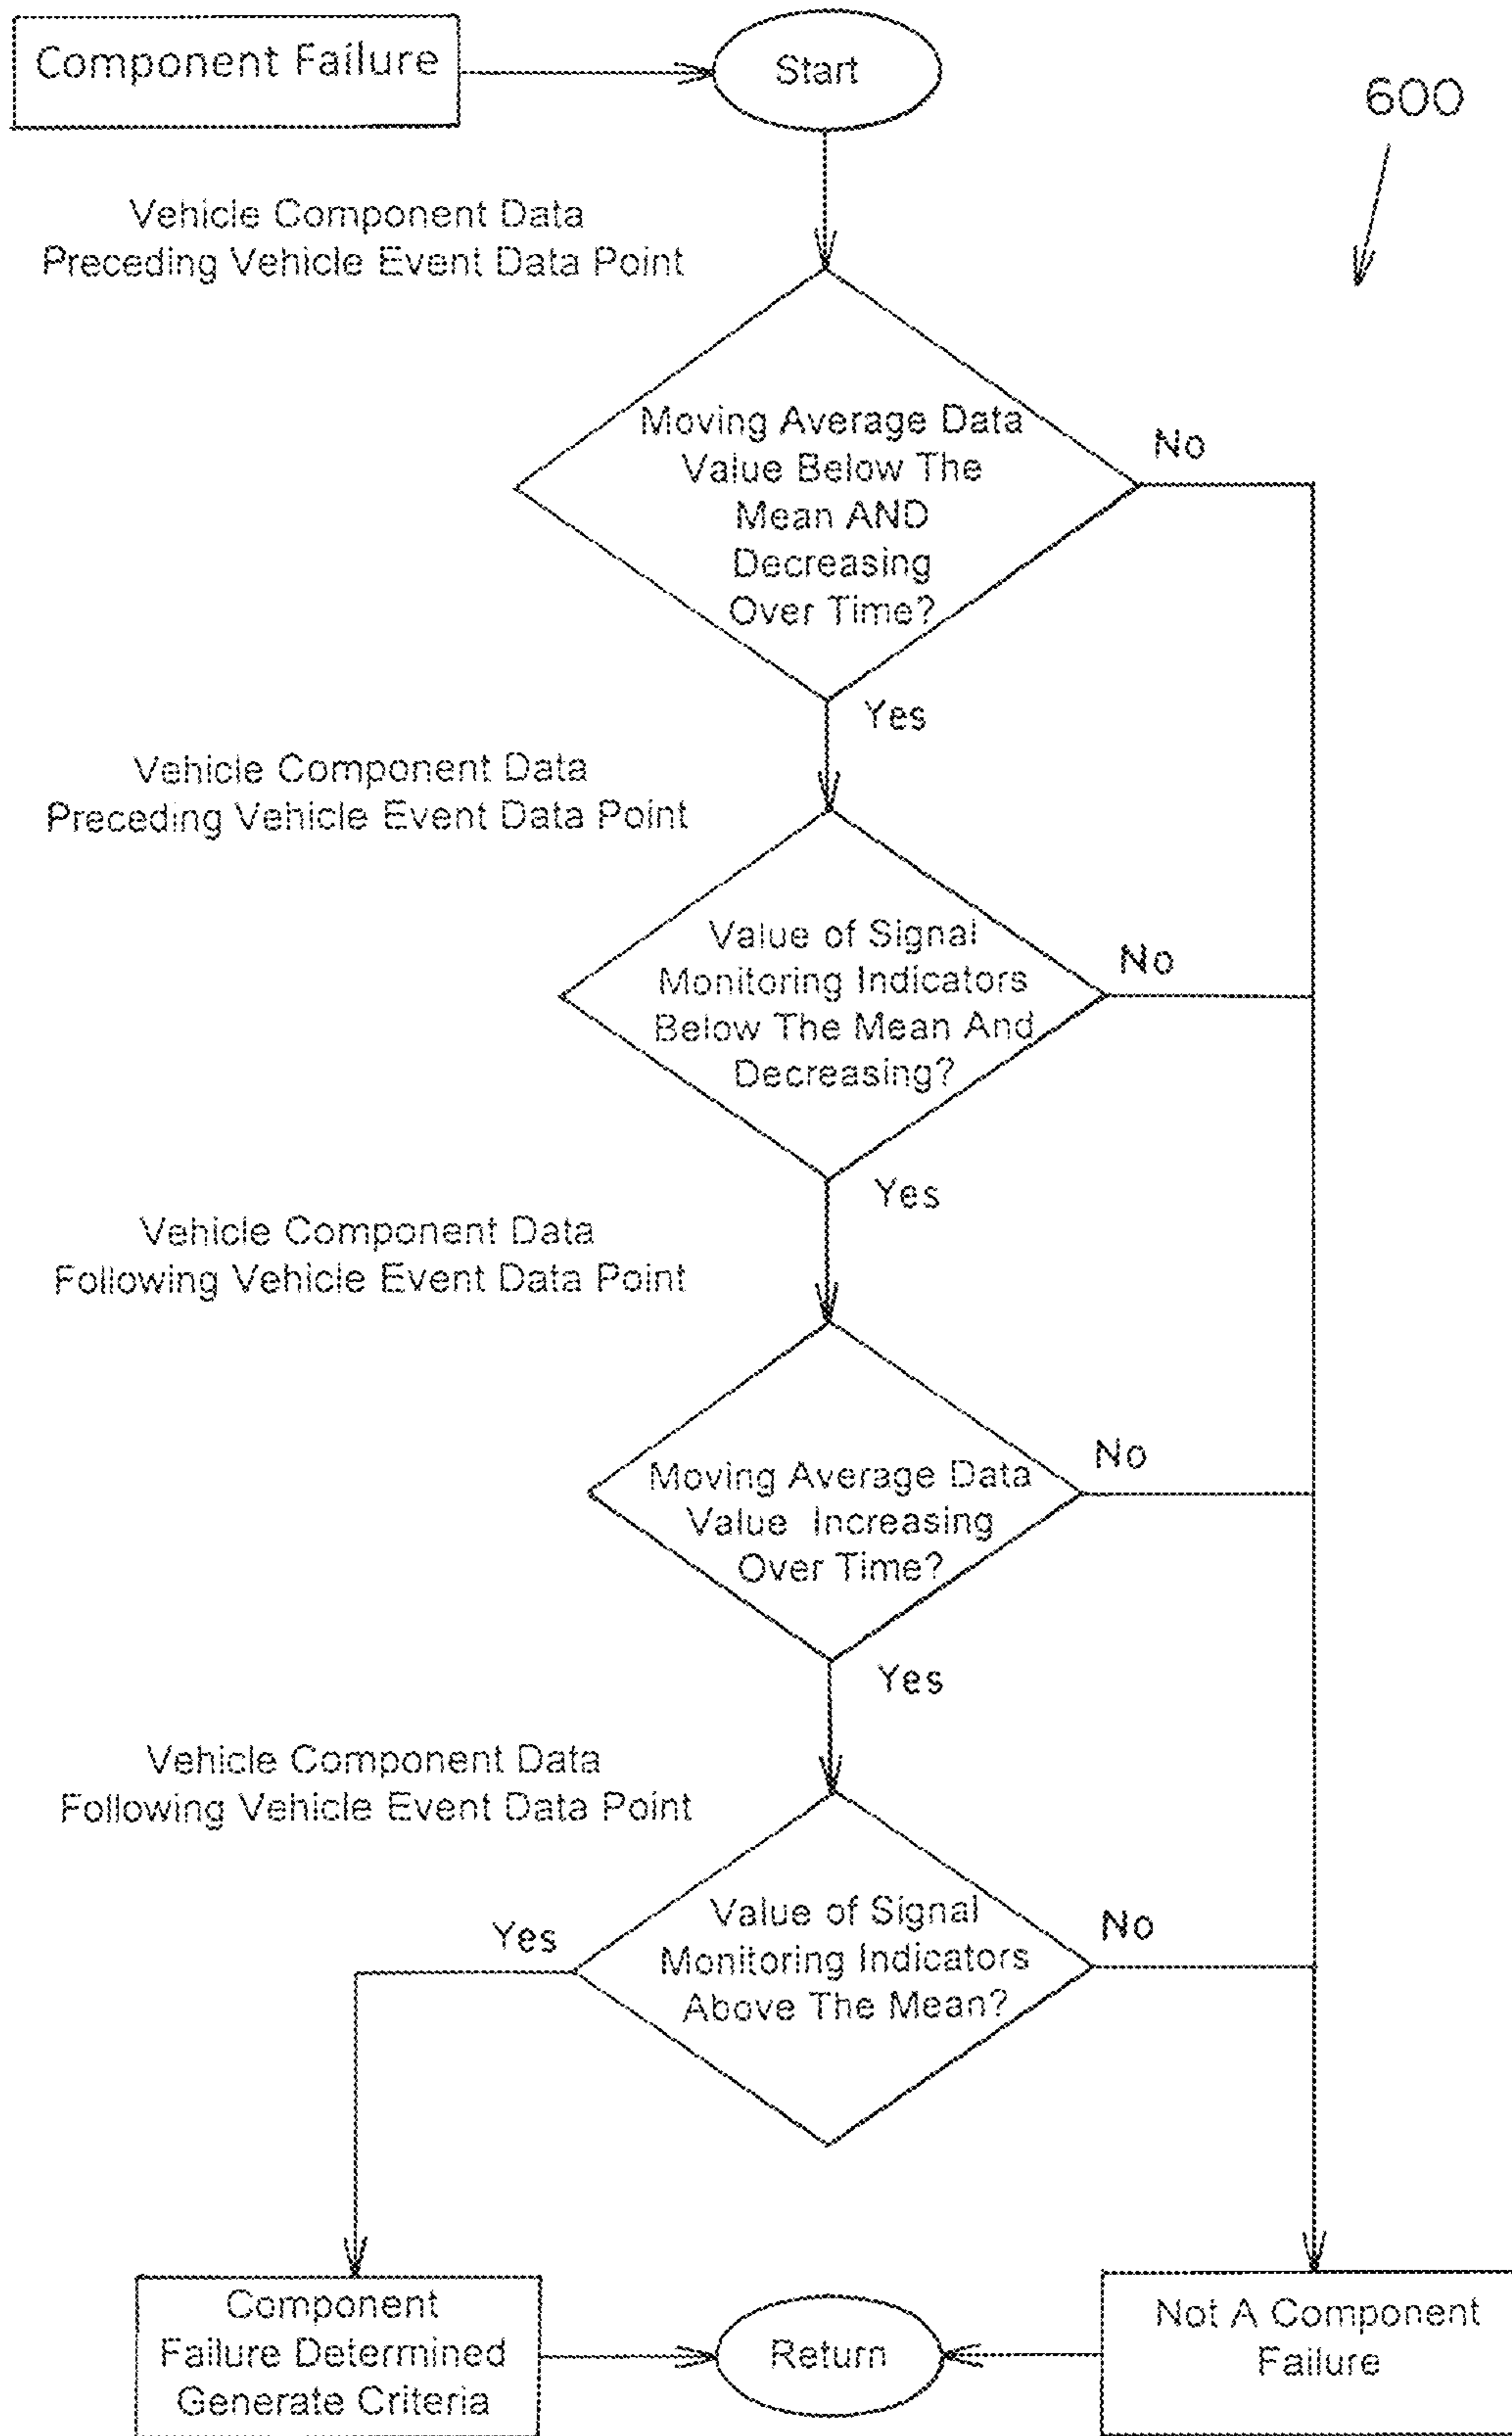 Component Failure
Start
600
Vehicle Component Data
Preceding Vehicle Event Data Point
Moving Average Data
Value Below The
Mean AND
Decreasing
Over Time?
No
Yes
Vehicle Component Data
Preceding Vehicle Event Data Point
Value of Signal
Monitoring Indicators
Below The Mean And
Decreasing?
No
Yes
Vehicle Component Data
Following Vehicle Event Data Point
Moving Average Data
Value Increasing
Over Time?
No
Yes
Vehicle Component Data
Following Vehicle Event Data Point
Yes
Value of Signal
Monitoring Indicators
Above The Mean?
No
Component
Failure Determined
Generate Criteria
Return
Not A Component
Failure